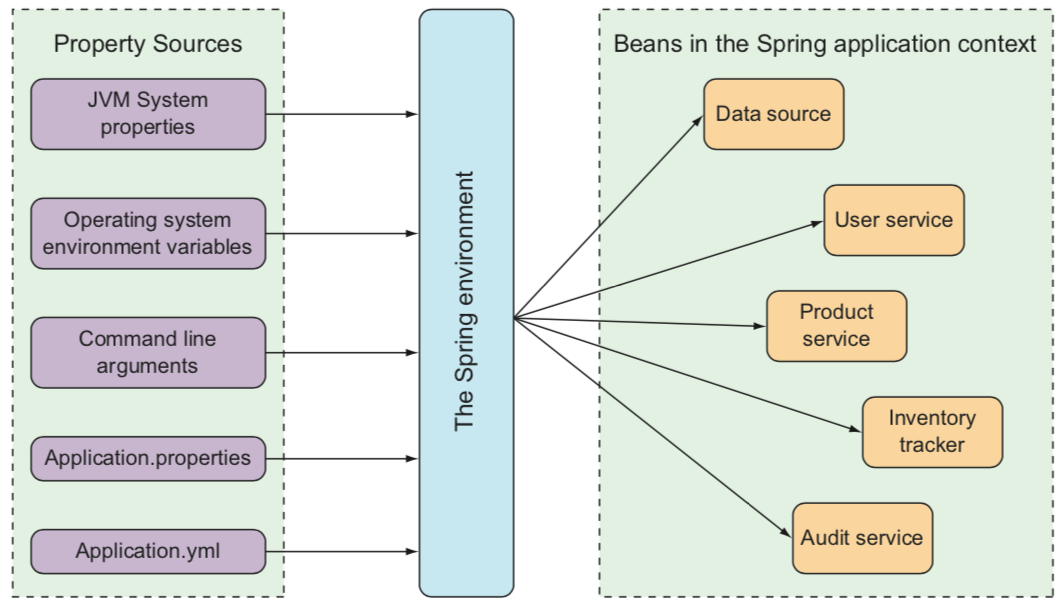 Property Sources
JVM System
properties
Operating system
environment variables
Command line
arguments
Application.properties
Application.yml
The Spring environment
Beans in the Spring application context
Data source
User service
Product
service
Inventory
tracker
Audit service